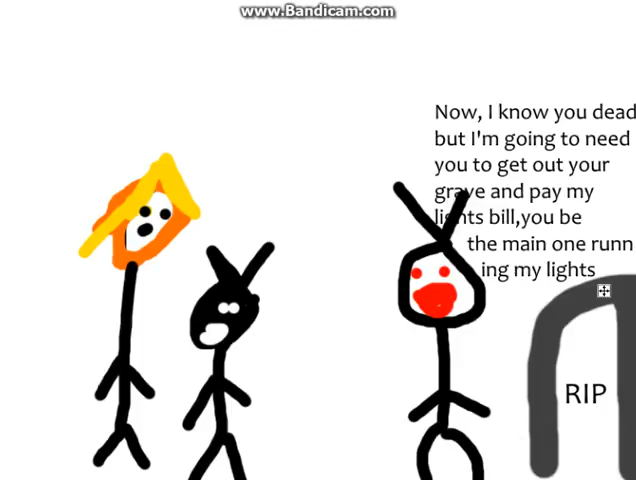 www.Bandicam.com
Now, I know you dead
but I'm going to need
you to get out your
grave and pay my
lights bill,you be
the main one runn
ing my lights
RIP